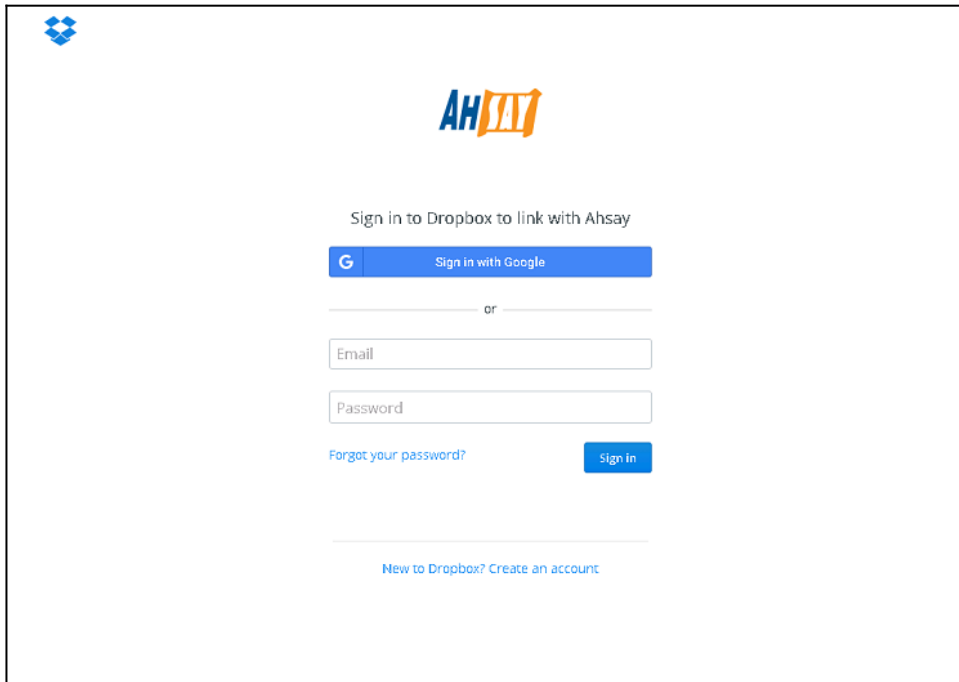 AHSAY
Sign in to Dropbox to link with Ahsay
G
Sign in with Google
or
Email
Password
Forgot your password?
Sign in
New to Dropbox? Create an account